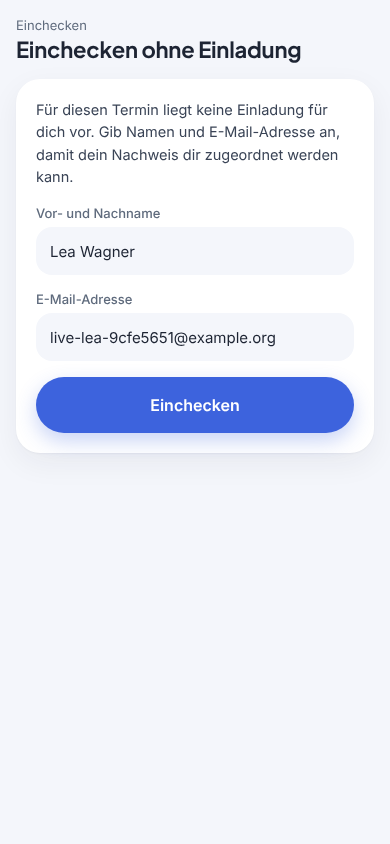 Einchecken
Einchecken ohne Einladung
Für diesen Termin liegt keine Einladung für
dich vor. Gib Namen und E-Mail-Adresse an,
damit dein Nachweis dir zugeordnet werden
kann.
Vor- und Nachname
Lea Wagner
E-Mail-Adresse
live-lea-9cfe5651@example.org
Einchecken